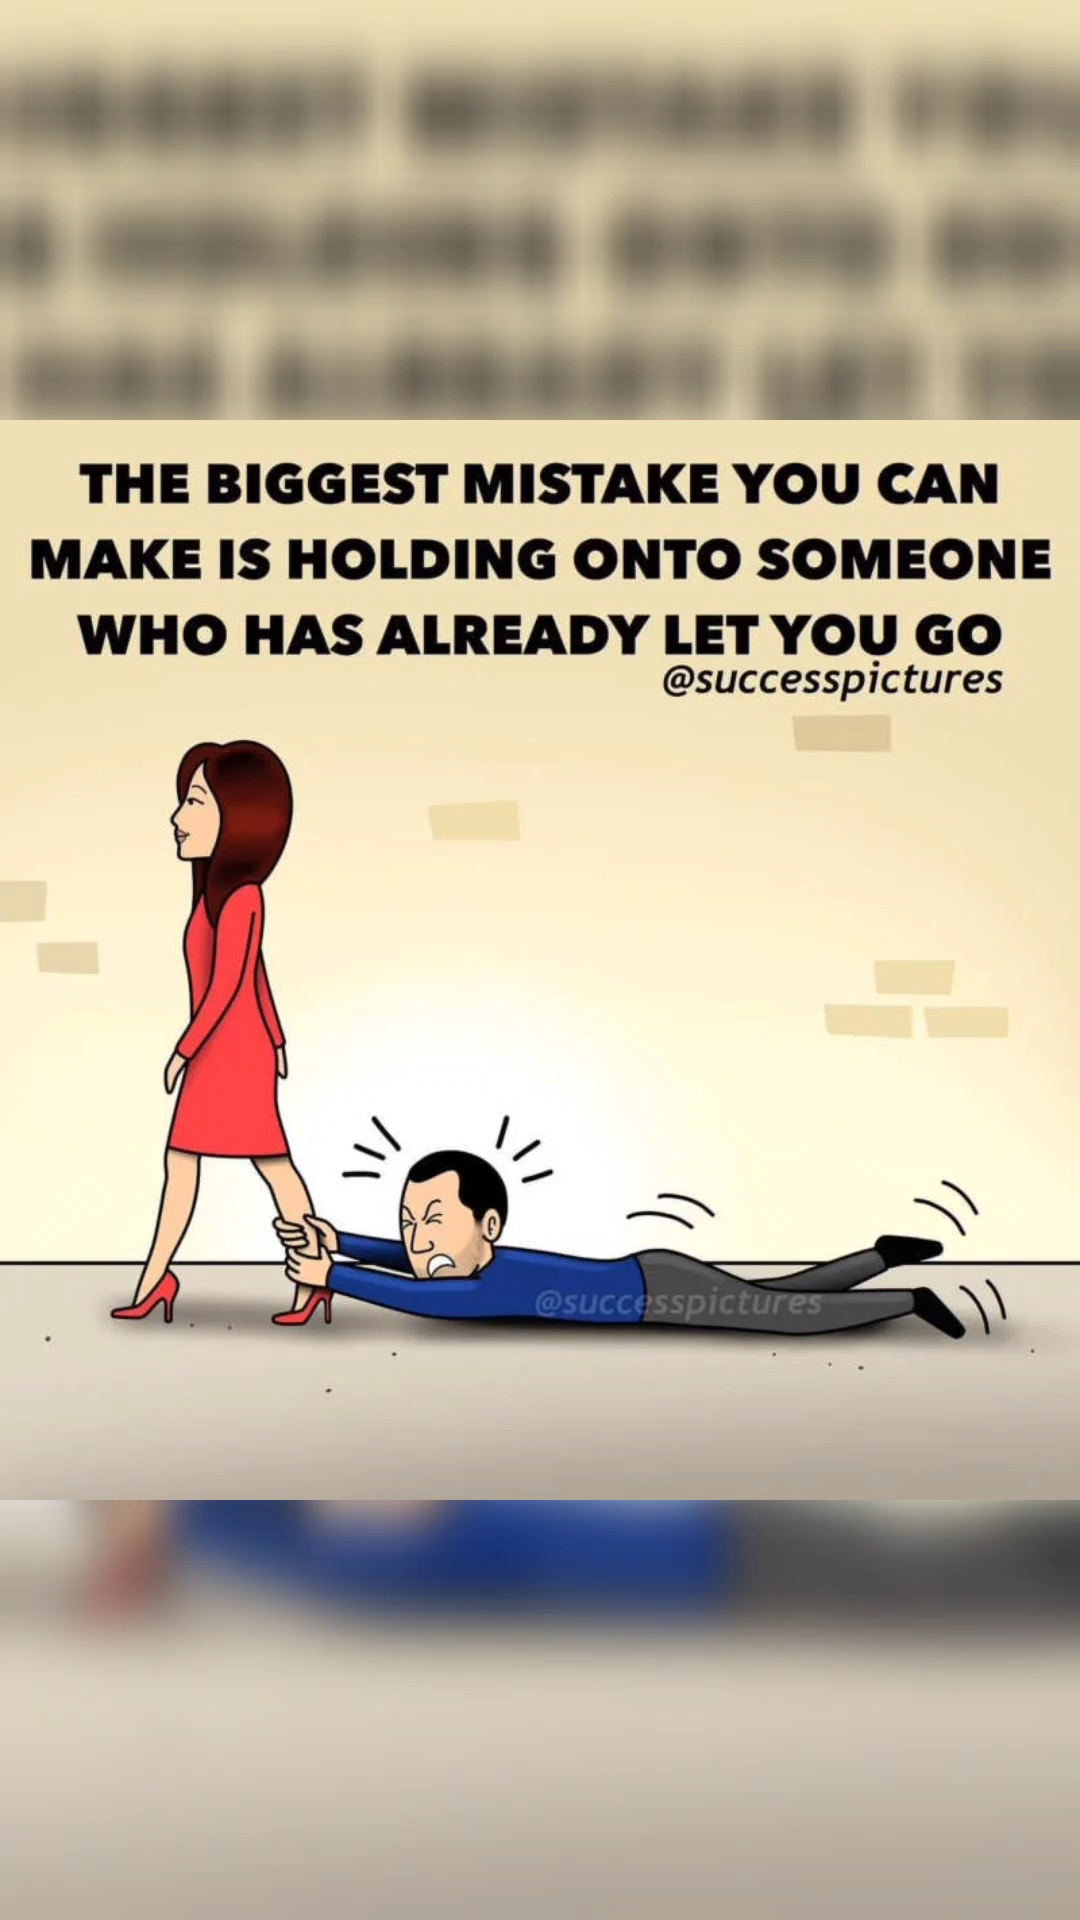 THE BIGGEST MISTAKE YOU CAN
MAKE IS HOLDING ONTO SOMEONE
WHO HAS ALREADY LET YOU GO
@successpictures
@successpictures